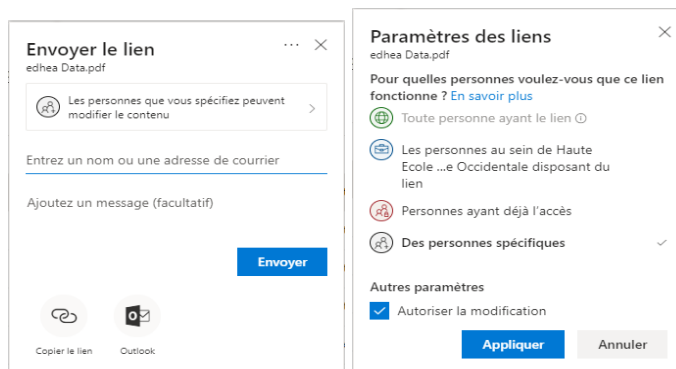 Envoyer le lien
edhea Data.pdf
Les personnes que vous spécifiez peuvent
modifier le contenu
Entrez un nom ou une adresse de courrier
Ajoutez un message (facultatif)
Envoyer
Copier le lien
Outlook
Paramètres des liens
edhea Data.pdf
Pour quelles personnes voulez-vous que ce lien
fonctionne ? En savoir plus
Toute personne ayant le lien
Les personnes au sein de Haute
Ecole ...e Occidentale disposant du
lien
Personnes ayant déjà l'accès
Des personnes spécifiques
Autres paramètres
Autoriser la modification
Appliquer
Annuler